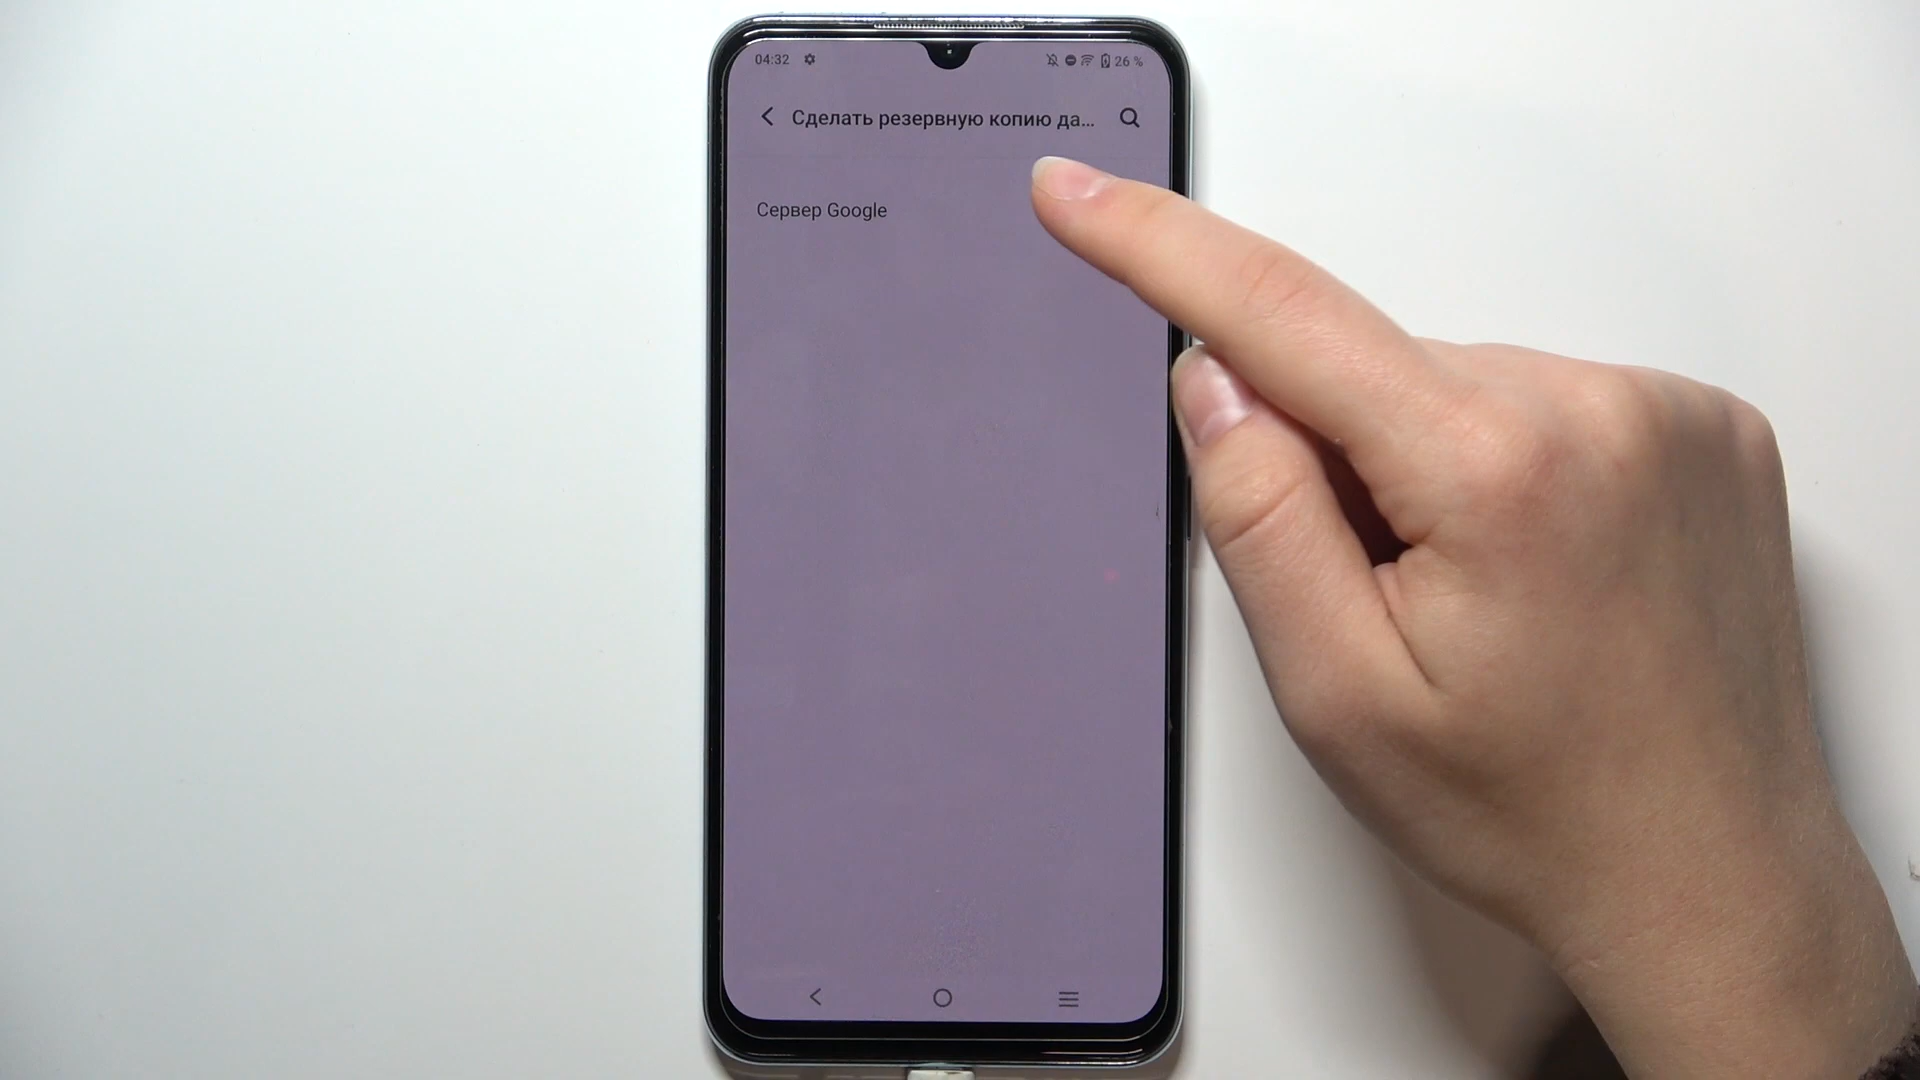 04:32 26 %
Сделать резервную копию да...
Сервер Google